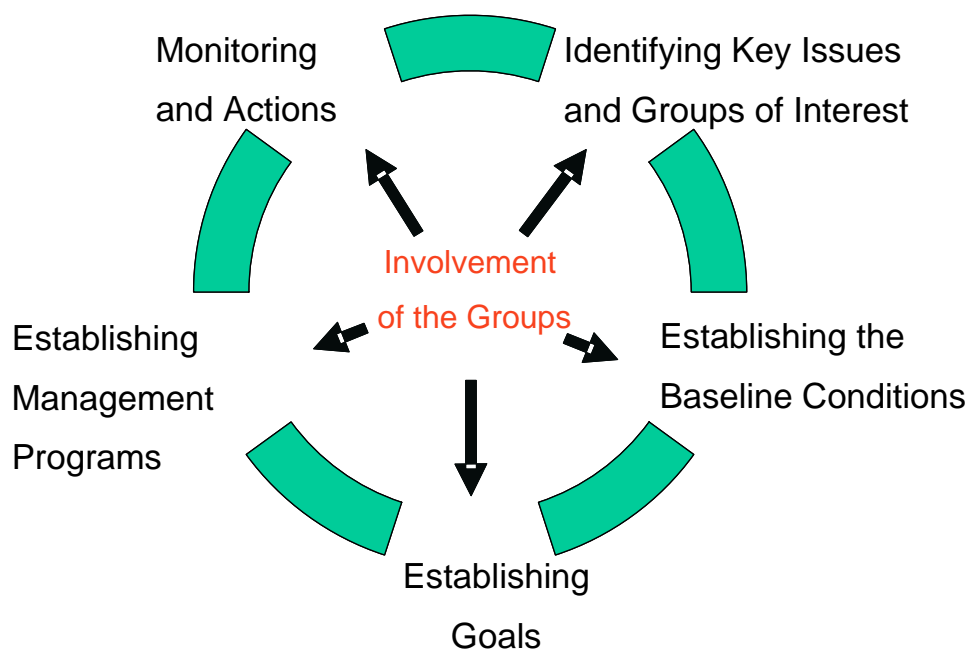 Monitoring
and Actions
Identifying Key Issues
and Groups of Interest
Involvement
of the Groups
Establishing
Management
Programs
Establishing the
Baseline Conditions
Establishing
Goals